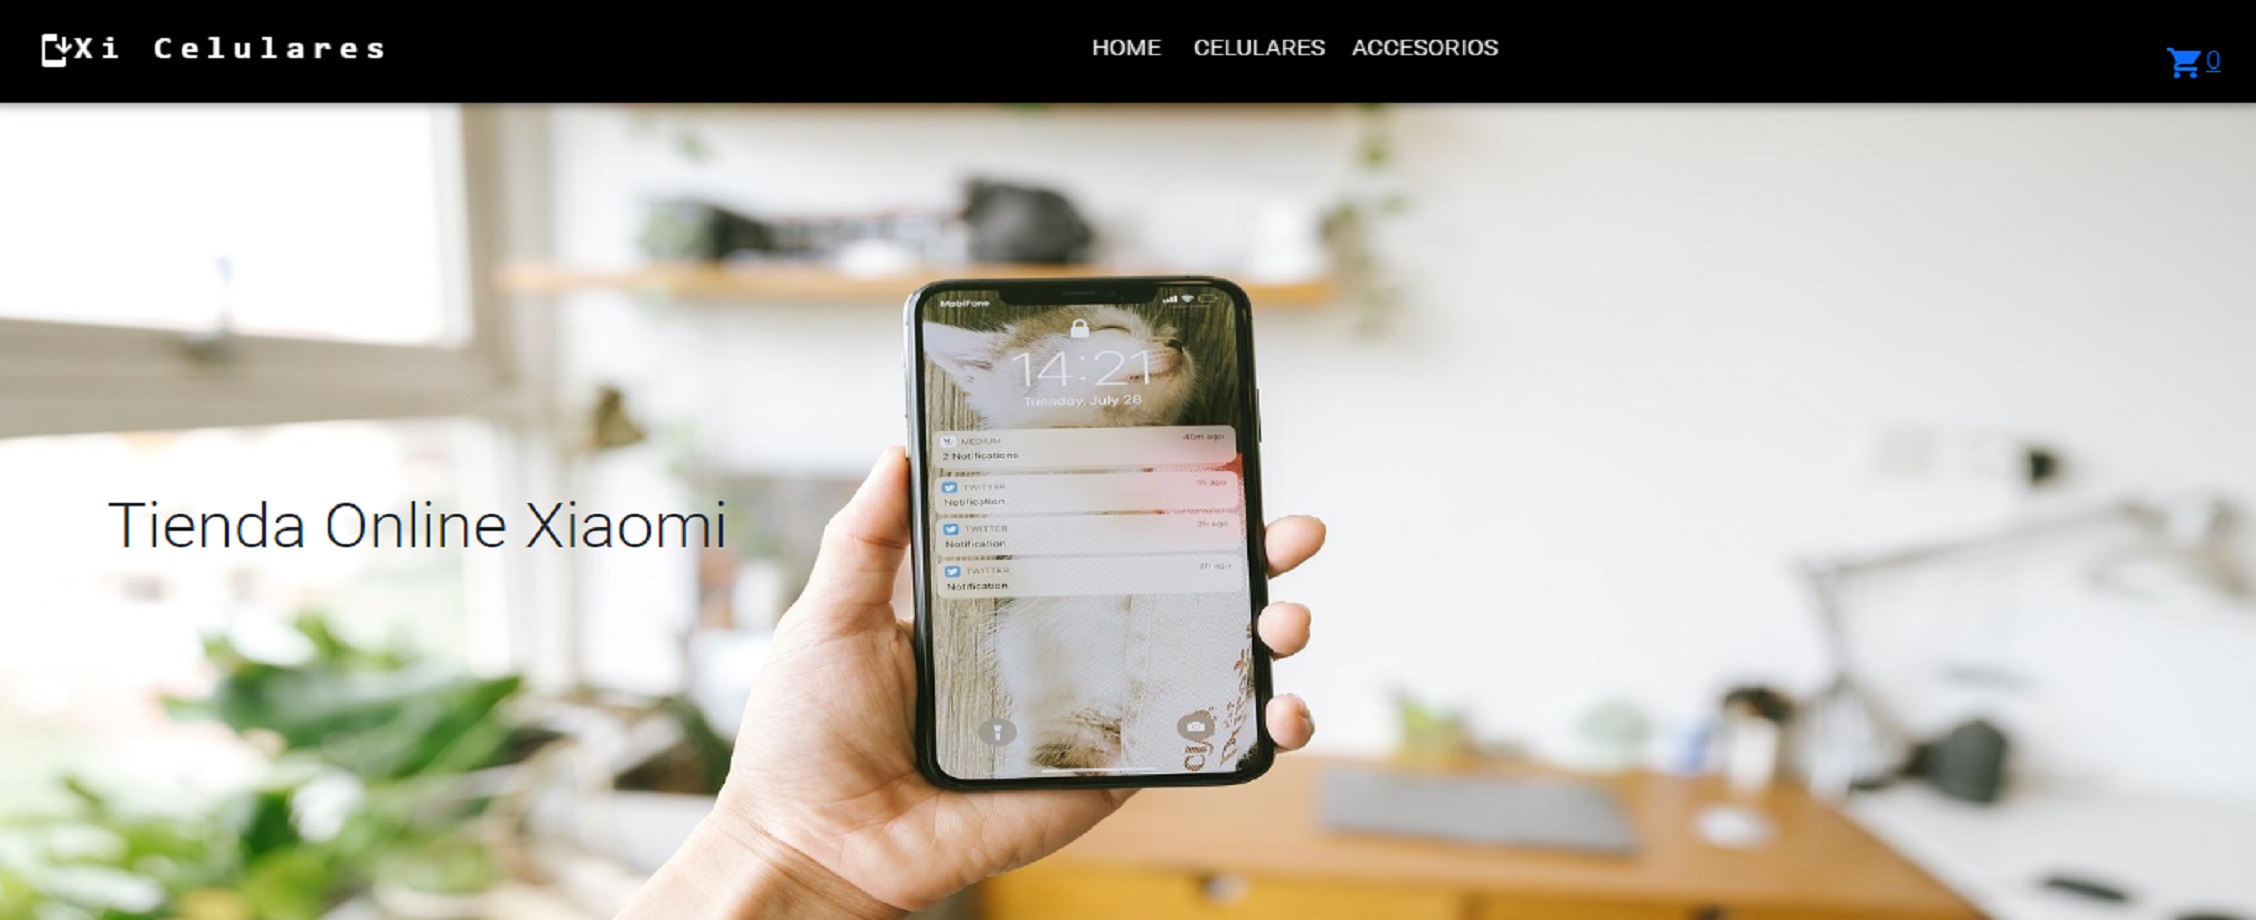 Xi Celulares
HOME CELULARES ACCESORIOS
0
MobiFone
14:21
Tuesday, July 28
MEDIUM 40m ago
2 Notifications
TWITTER 1h ago
Notification
Tienda Online Xiaomi
TWITTER 2h ago
Notification
TWITTER 2h ago
Notification